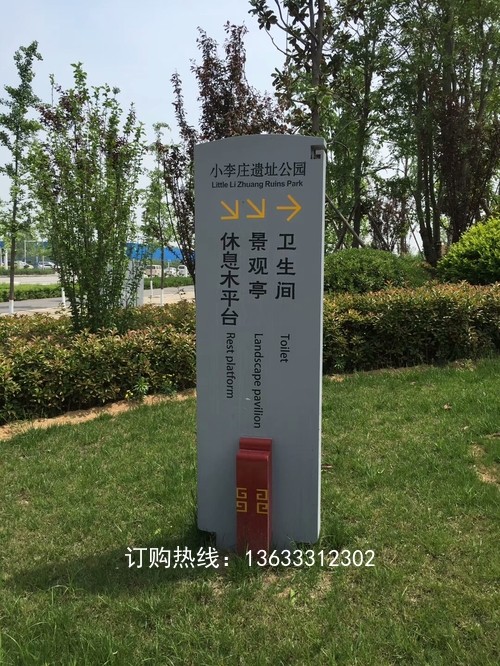 小李庄遗址公园
Little Li Zhuang Ruins Park
卫生间
Toilet
景观亭
Landscape pavilion
休息木平台
Rest platform
订购热线：13633312302